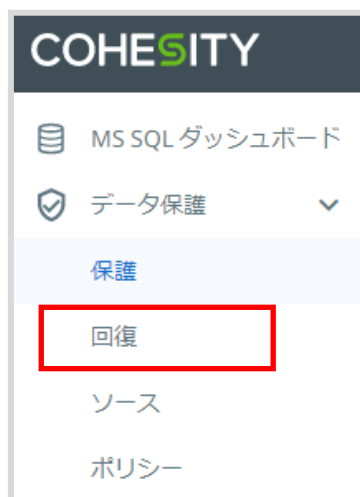 COHESITY
MS SQL ダッシュボード
データ保護
保護
回復
ソース
ポリシー